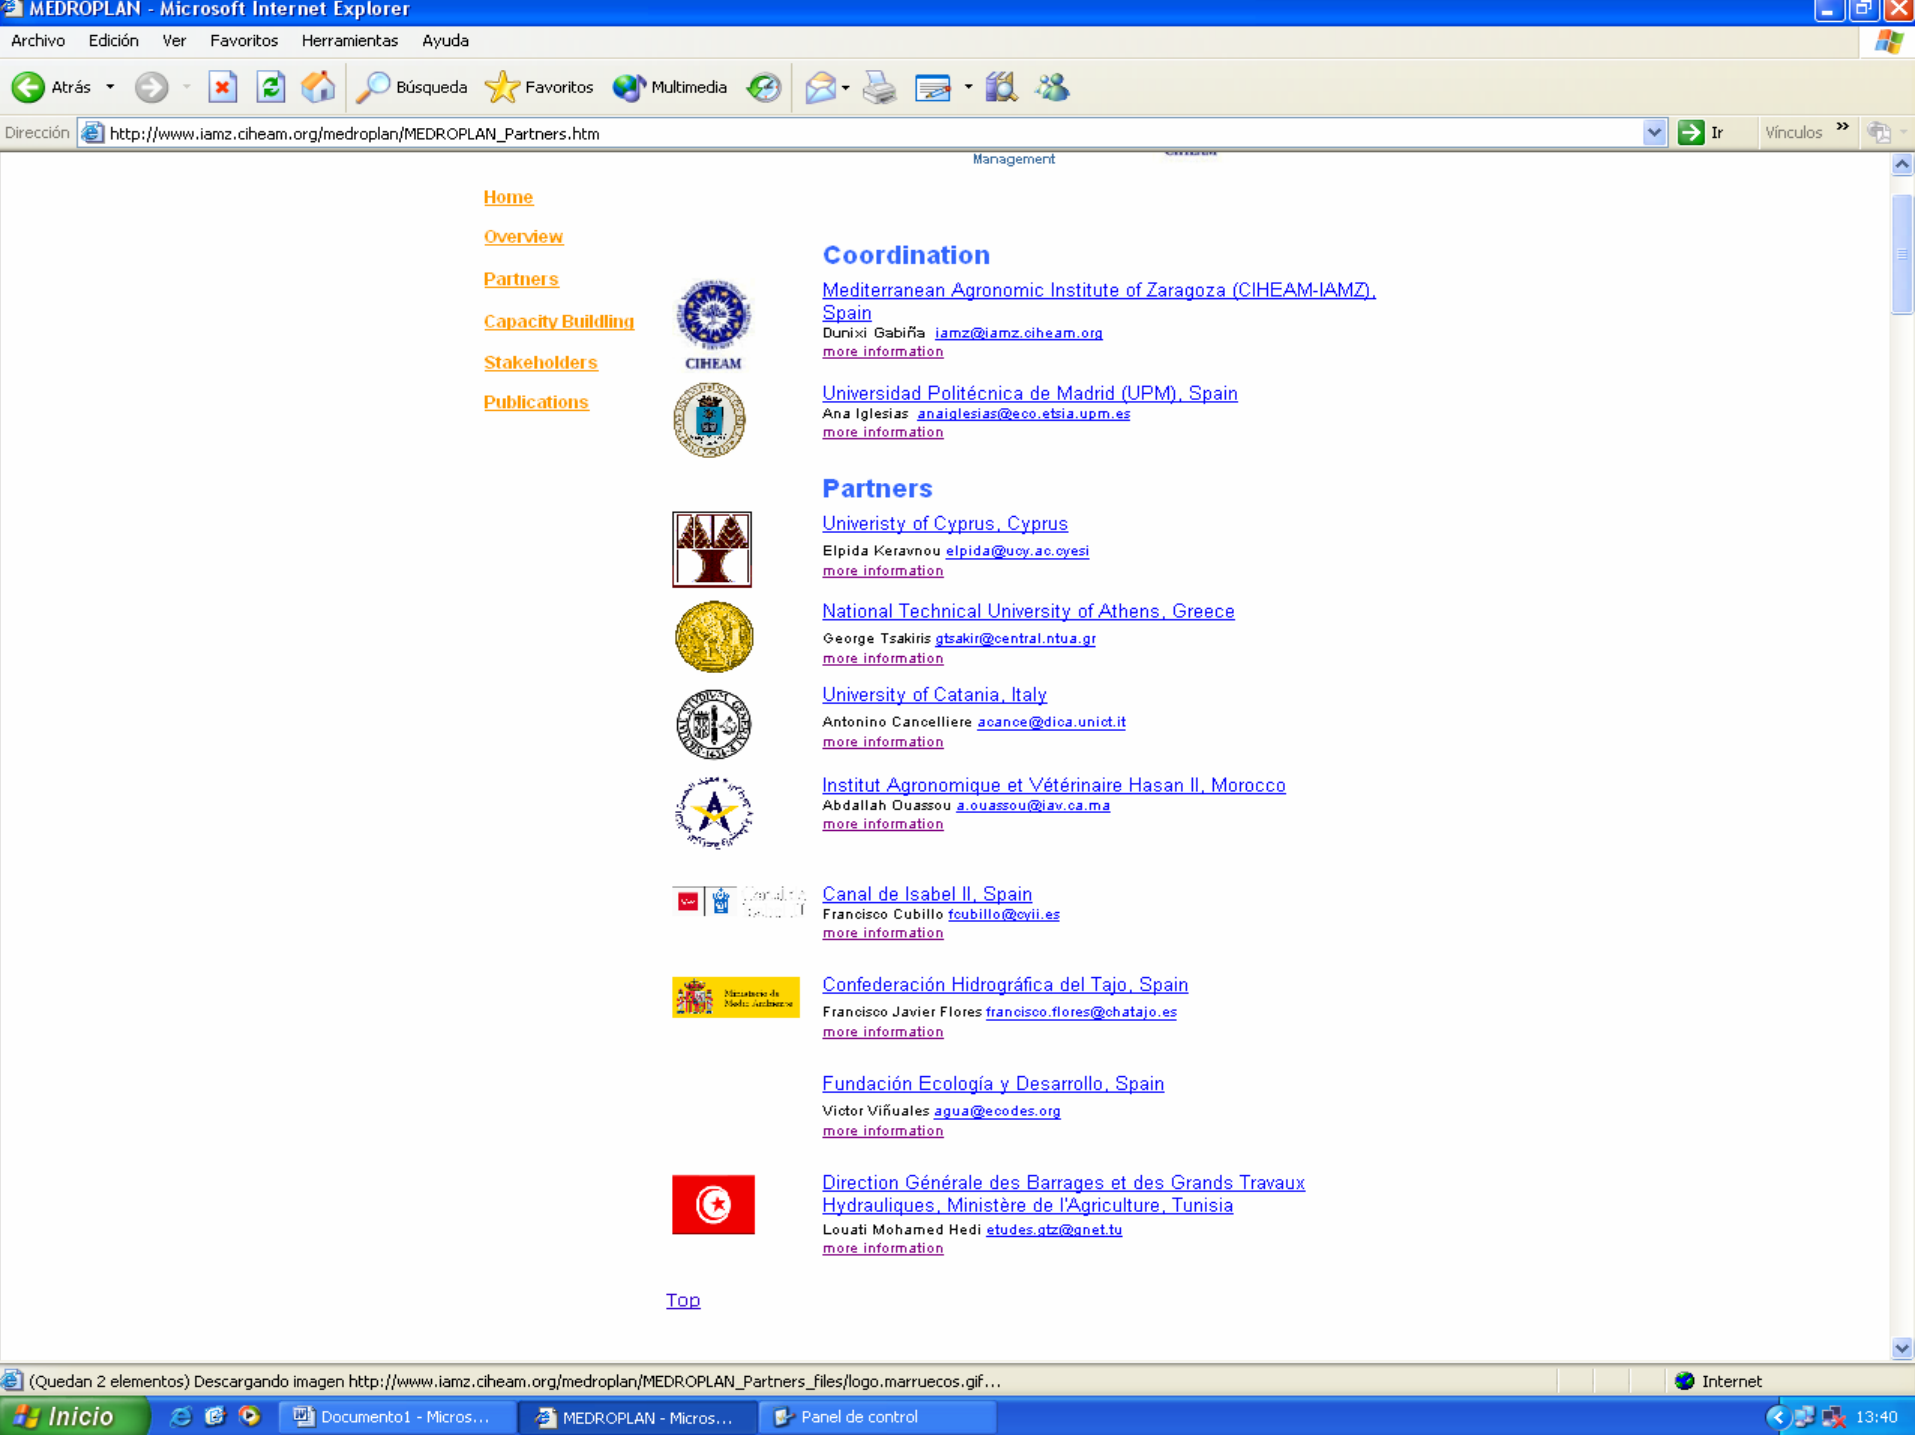 MEDROPLAN - Microsoft Internet Explorer
Archivo Edición Ver Favoritos Herramientas Ayuda
Atrás Búsqueda Favoritos Multimedia
Dirección http://www.iamz.ciheam.org/medroplan/MEDROPLAN_Partners.htm Ir Vínculos »
Management CIHEAM
Home
Overview
Partners
Capacity Buildling
Stakeholders
Publications
Coordination
Mediterranean Agronomic Institute of Zaragoza (CIHEAM-IAMZ),
Spain
Dunixi Gabiña iamz@iamz.ciheam.org
more information
CIHEAM
Universidad Politécnica de Madrid (UPM), Spain
Ana Iglesias anaiglesias@eco.etsia.upm.es
more information
Partners
Univeristy of Cyprus, Cyprus
Elpida Keravnou elpida@ucy.ac.cyesi
more information
National Technical University of Athens, Greece
George Tsakiris gtsakir@central.ntua.gr
more information
University of Catania, Italy
Antonino Cancelliere acance@dica.unict.it
more information
Institut Agronomique et Vétérinaire Hasan II, Morocco
Abdallah Ouassou a.ouassou@iav.ca.ma
more information
Canal de Isabel II, Spain
Francisco Cubillo fcubillo@cyii.es
more information
Ministerio de
Medio Ambiente
Confederación Hidrográfica del Tajo, Spain
Francisco Javier Flores francisco.flores@chatajo.es
more information
Fundación Ecología y Desarrollo, Spain
Victor Viñuales agua@ecodes.org
more information
Direction Générale des Barrages et des Grands Travaux
Hydrauliques, Ministère de l'Agriculture, Tunisia
Louati Mohamed Hedi etudes.gtz@gnet.tu
more information
Top
(Quedan 2 elementos) Descargando imagen http://www.iamz.ciheam.org/medroplan/MEDROPLAN_Partners_files/logo.marruecos.gif... Internet
Inicio Documento1 - Micros... MEDROPLAN - Micros... Panel de control 13:40